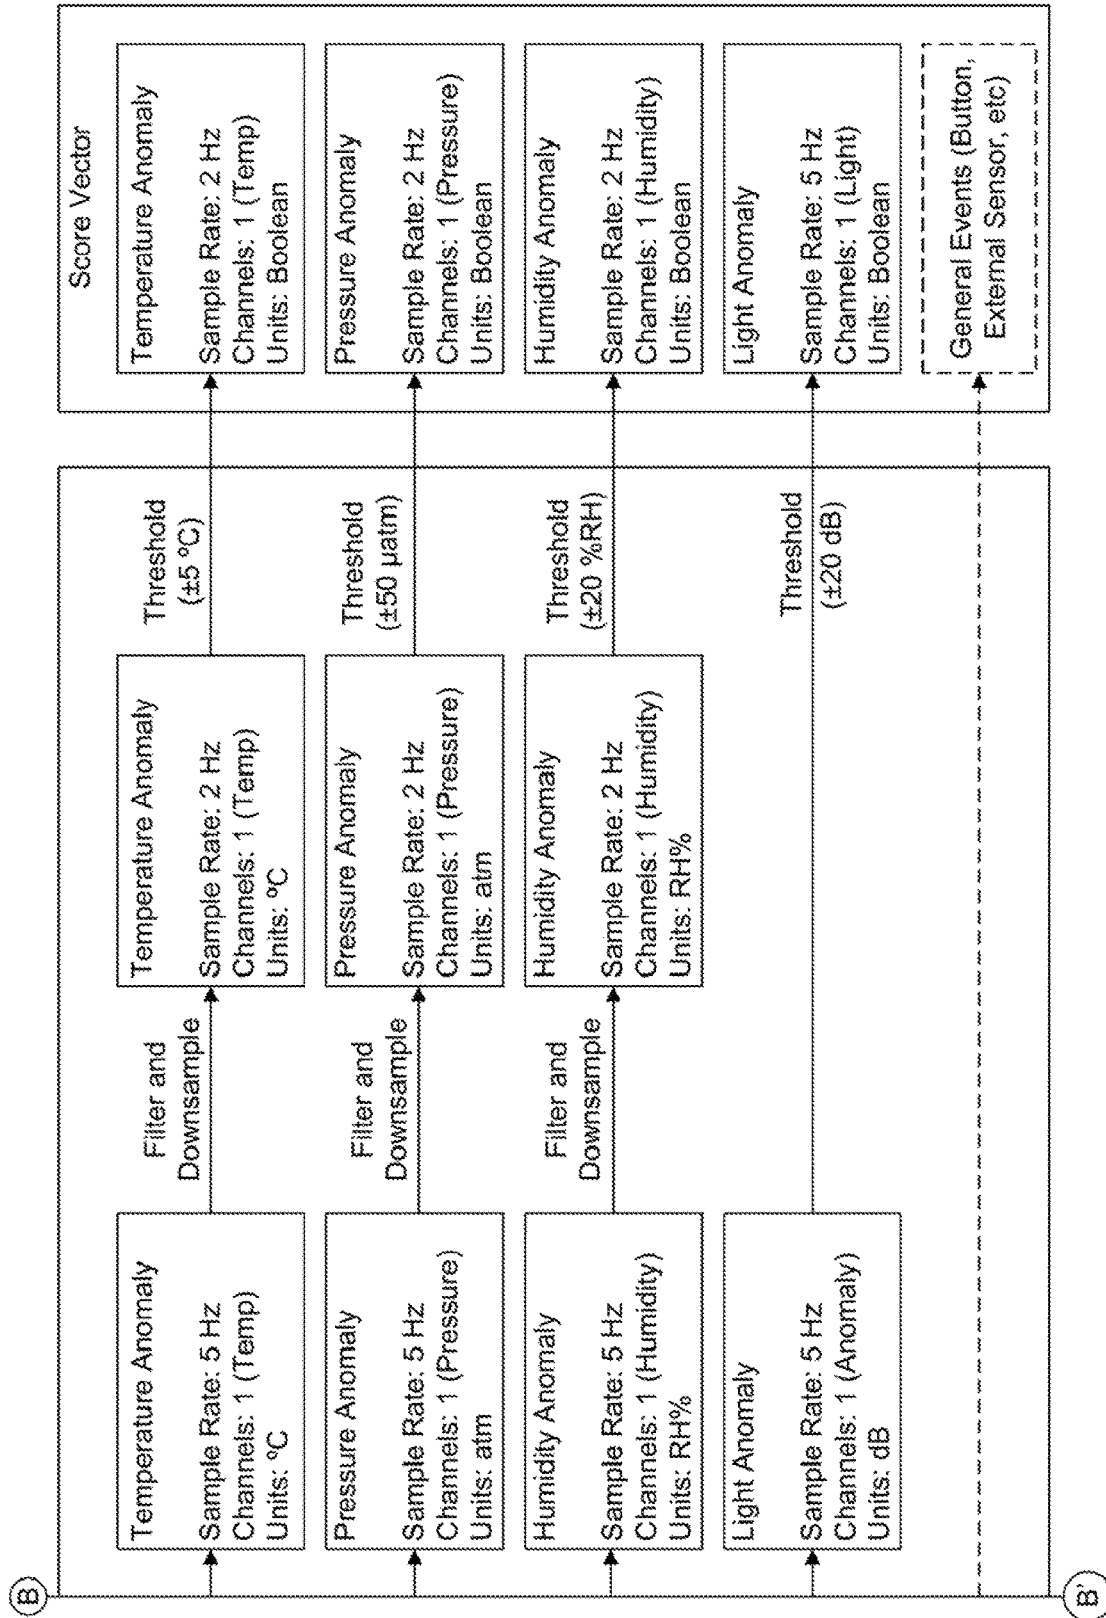 B
B'
Temperature Anomaly
Sample Rate: 5 Hz
Channels: 1 (Temp)
Units: ºC
Filter and
Downsample
Temperature Anomaly
Sample Rate: 2 Hz
Channels: 1 (Temp)
Units: ºC
Threshold
(±5 ºC)
Pressure Anomaly
Sample Rate: 5 Hz
Channels: 1 (Pressure)
Units: atm
Filter and
Downsample
Pressure Anomaly
Sample Rate: 2 Hz
Channels: 1 (Pressure)
Units: atm
Threshold
(±50 µatm)
Humidity Anomaly
Sample Rate: 5 Hz
Channels: 1 (Humidity)
Units: RH%
Filter and
Downsample
Humidity Anomaly
Sample Rate: 2 Hz
Channels: 1 (Humidity)
Units: RH%
Threshold
(±20 %RH)
Light Anomaly
Sample Rate: 5 Hz
Channels: 1 (Anomaly)
Units: dB
Threshold
(±20 dB)
Score Vector
Temperature Anomaly
Sample Rate: 2 Hz
Channels: 1 (Temp)
Units: Boolean
Pressure Anomaly
Sample Rate: 2 Hz
Channels: 1 (Pressure)
Units: Boolean
Humidity Anomaly
Sample Rate: 2 Hz
Channels: 1 (Humidity)
Units: Boolean
Light Anomaly
Sample Rate: 5 Hz
Channels: 1 (Light)
Units: Boolean
General Events (Button,
External Sensor, etc)